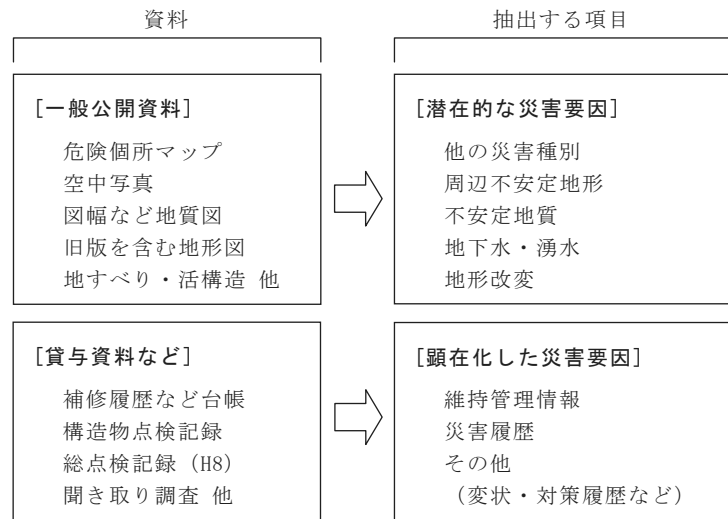 資料
抽出する項目
[一般公開資料]
危険個所マップ
空中写真
図幅など地質図
旧版を含む地形図
地すべり・活構造 他
[潜在的な災害要因]
他の災害種別
周辺不安定地形
不安定地質
地下水・湧水
地形改変
[貸与資料など]
補修履歴など台帳
構造物点検記録
総点検記録 (H8)
聞き取り調査 他
[顕在化した災害要因]
維持管理情報
災害履歴
その他
(変状・対策履歴など)